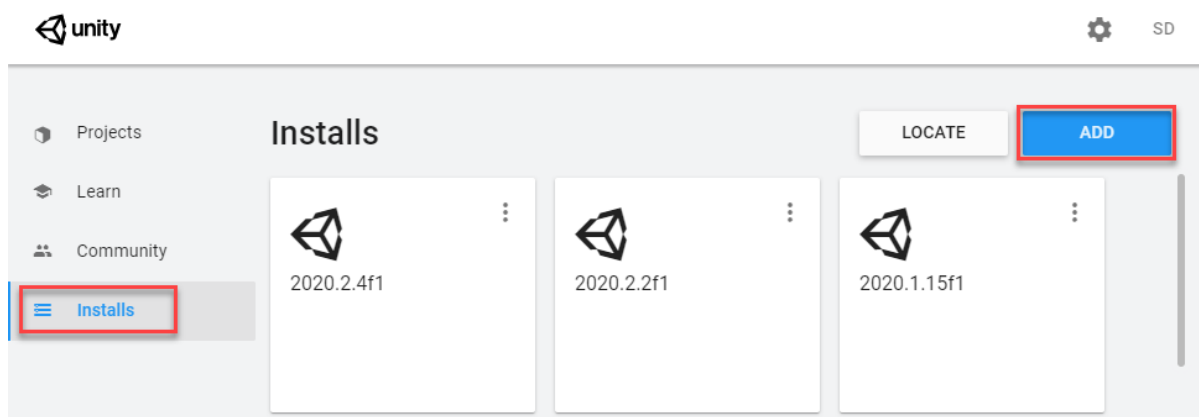 unity
SD
Projects
Learn
Community
Installs
Installs
LOCATE
ADD
2020.2.4f1
2020.2.2f1
2020.1.15f1